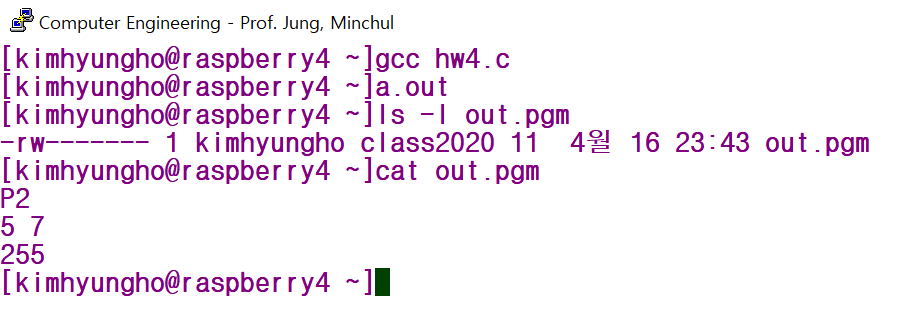 Computer Engineering - Prof. Jung, Minchul
[kimhyungho@raspberry4 ~]gcc hw4.c
[kimhyungho@raspberry4 ~]a.out
[kimhyungho@raspberry4 ~]ls -l out.pgm
-rw------- 1 kimhyungho class2020 11  4월 16 23:43 out.pgm
[kimhyungho@raspberry4 ~]cat out.pgm
P2
5 7
255
[kimhyungho@raspberry4 ~]